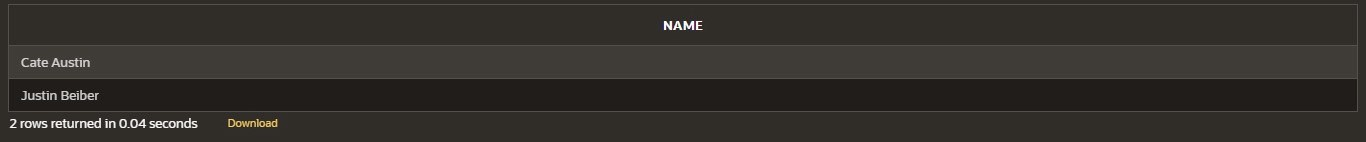 NAME
Cate Austin
Justin Beiber
2 rows returned in 0.04 seconds Download